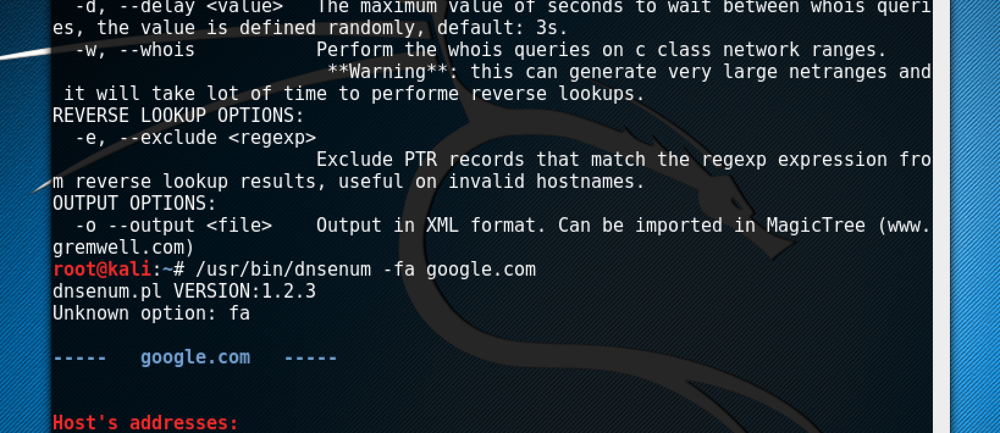 -d, --delay <value>   The maximum value of seconds to wait between whois queri
es, the value is defined randomly, default: 3s.
  -w, --whois           Perform the whois queries on c class network ranges.
                         **Warning**: this can generate very large netranges and
 it will take lot of time to performe reverse lookups.
REVERSE LOOKUP OPTIONS:
  -e, --exclude <regexp>
                        Exclude PTR records that match the regexp expression fro
m reverse lookup results, useful on invalid hostnames.
OUTPUT OPTIONS:
  -o --output <file>    Output in XML format. Can be imported in MagicTree (www.
gremwell.com)
root@kali:~# /usr/bin/dnsenum -fa google.com
dnsenum.pl VERSION:1.2.3
Unknown option: fa
-----   google.com   -----
Host's addresses: